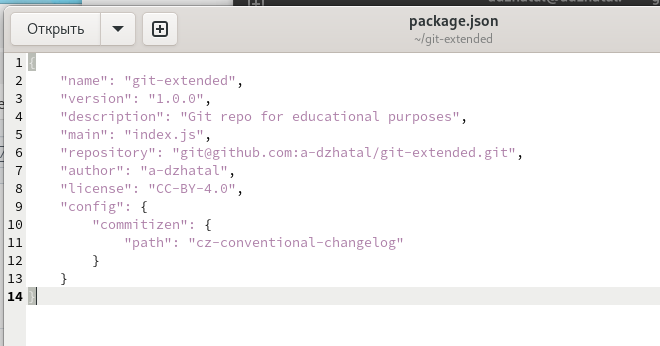 package.json
Открыть
~/git-extended
1 {
2 "name": "git-extended",
3 "version": "1.0.0",
4 "description": "Git repo for educational purposes",
5 "main": "index.js",
6 "repository": "git@github.com:a-dzhatal/git-extended.git",
7 "author": "a-dzhatal",
8 "license": "CC-BY-4.0",
9 "config": {
10 "commitizen": {
11 "path": "cz-conventional-changelog"
12 }
13 }
14 }